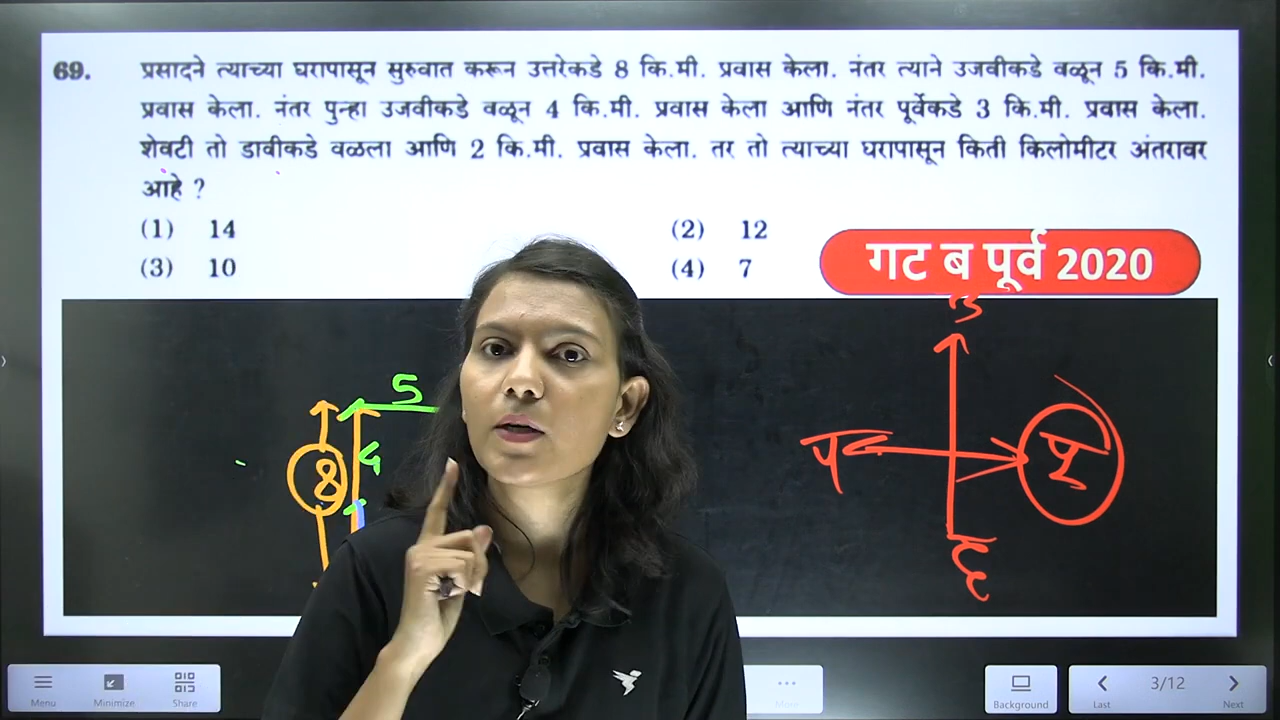 69. प्रसादने त्याच्या घरापासून सुरुवात करून उत्तरेकडे 8 कि.मी. प्रवास केला. नंतर त्याने उजवीकडे वळून 5 कि.मी.
प्रवास केला. नंतर पुन्हा उजवीकडे वळून 4 कि.मी. प्रवास केला आणि नंतर पूर्वेकडे 3 कि.मी. प्रवास केला.
शेवटी तो डावीकडे वळला आणि 2 कि.मी. प्रवास केला. तर तो त्याच्या घरापासून किती किलोमीटर अंतरावर
आहे ?
(1) 14 (2) 12
(3) 10 (4) 7
गट ब पूर्व 2020
उ
5
प
पू
4
8
द
Menu Minimize Share More Background Last 3/12 Next